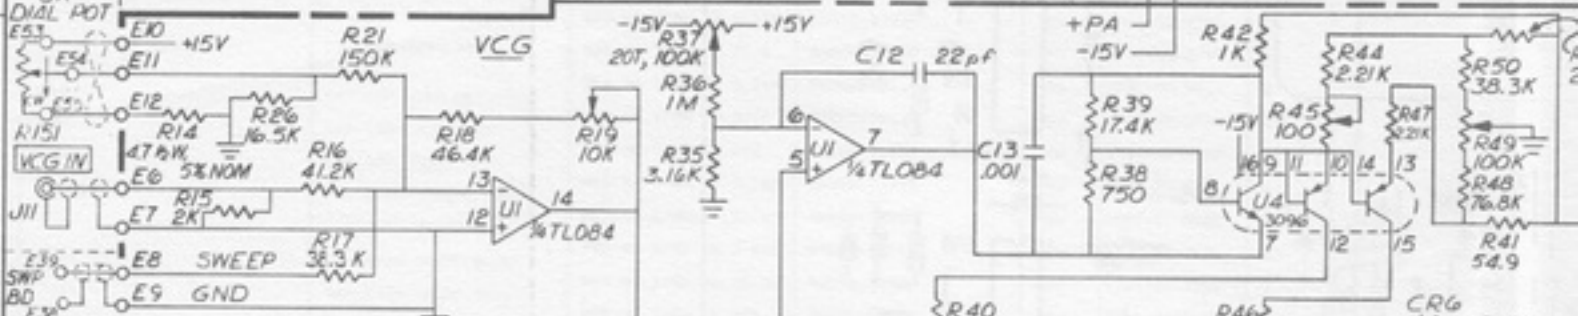 DIAL POT
E53
E10
+15V
E54
E11
E55
E12
R151
VCG IN
J11
R14
47 ½W
5% NOM
R26
16.5K
R21
150K
VCG
E6
R15
2K
R16
41.2K
E7
E39
SWP
BD
E8
SWEEP
R17
38.3K
E9
GND
R18
46.4K
R19
10K
13
12
U1
14
¼TL084
-15V
+15V
R37
20T, 100K
R36
1M
R35
3.16K
C12
22pf
6
5
U1
7
¼TL084
C13
.001
+PA
-15V
R39
17.4K
R38
750
R42
1K
-15V
R44
2.21K
R45
100
R47
2.21K
R50
38.3K
R49
100K
R48
76.8K
R41
54.9
16
9
11
10
14
13
8
U4
3096
7
12
15
R40
R46
CR6